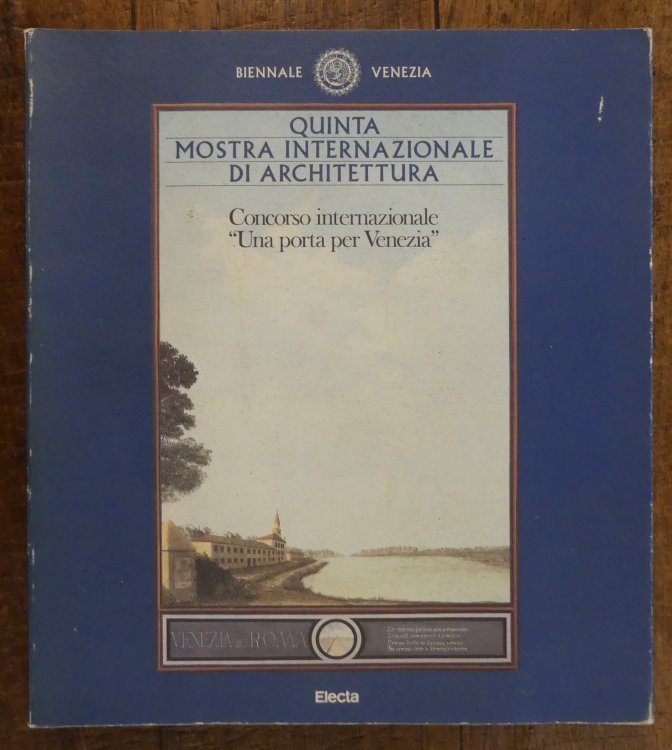 BIENNALE VENEZIA
QUINTA
MOSTRA INTERNAZIONALE
DI ARCHITETTURA
Concorso internazionale
“Una porta per Venezia”
VENEZIA ROMA
Electa